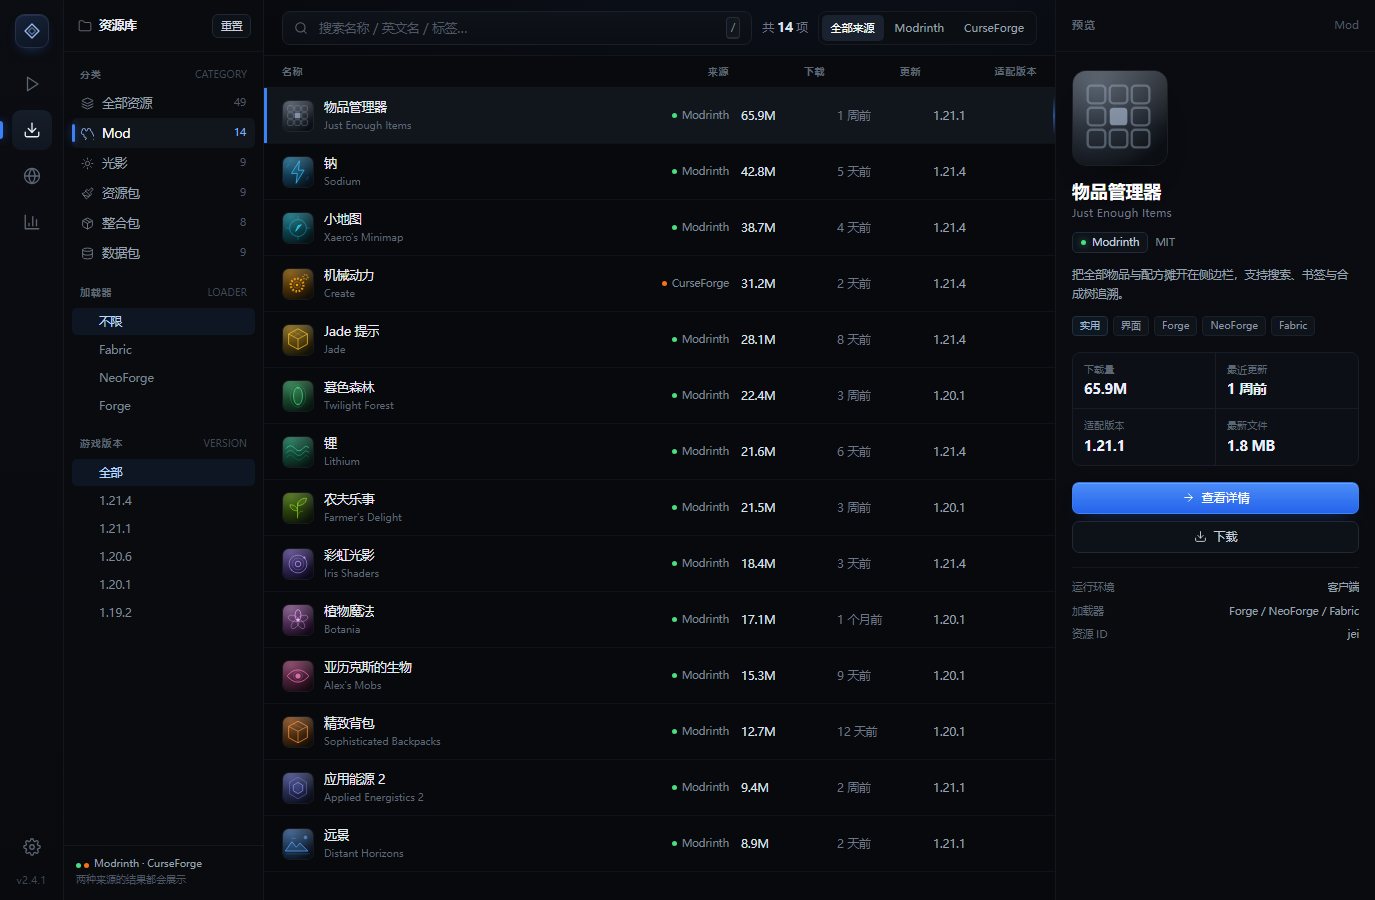 资源库
重置
分类 CATEGORY
全部资源 49
Mod 14
光影 9
资源包 9
整合包 8
数据包 9
加载器 LOADER
不限
Fabric
NeoForge
Forge
游戏版本 VERSION
全部
1.21.4
1.21.1
1.20.6
1.20.1
1.19.2
Modrinth · CurseForge
两种来源的结果都会展示
v2.4.1
搜索名称 / 英文名 / 标签... /
共 14 项
全部来源 Modrinth CurseForge
名称 来源 下载 更新 适配版本
物品管理器
Just Enough Items
Modrinth 65.9M 1 周前 1.21.1
钠
Sodium
Modrinth 42.8M 5 天前 1.21.4
小地图
Xaero's Minimap
Modrinth 38.7M 4 天前 1.21.4
机械动力
Create
CurseForge 31.2M 2 天前 1.21.4
Jade 提示
Jade
Modrinth 28.1M 8 天前 1.21.4
暮色森林
Twilight Forest
Modrinth 22.4M 3 周前 1.20.1
锂
Lithium
Modrinth 21.6M 6 天前 1.21.4
农夫乐事
Farmer's Delight
Modrinth 21.5M 3 周前 1.20.1
彩虹光影
Iris Shaders
Modrinth 18.4M 3 天前 1.21.4
植物魔法
Botania
Modrinth 17.1M 1 个月前 1.20.1
亚历克斯的生物
Alex's Mobs
Modrinth 15.3M 9 天前 1.20.1
精致背包
Sophisticated Backpacks
Modrinth 12.7M 12 天前 1.20.1
应用能源 2
Applied Energistics 2
Modrinth 9.4M 2 周前 1.21.1
远景
Distant Horizons
Modrinth 8.9M 2 天前 1.21.1
预览 Mod
物品管理器
Just Enough Items
Modrinth MIT
把全部物品与配方摊开在侧边栏，支持搜索、书签与合
成树追溯。
实用 界面 Forge NeoForge Fabric
下载量 最近更新
65.9M 1 周前
适配版本 最新文件
1.21.1 1.8 MB
查看详情
下载
运行环境 客户端
加载器 Forge / NeoForge / Fabric
资源 ID jei